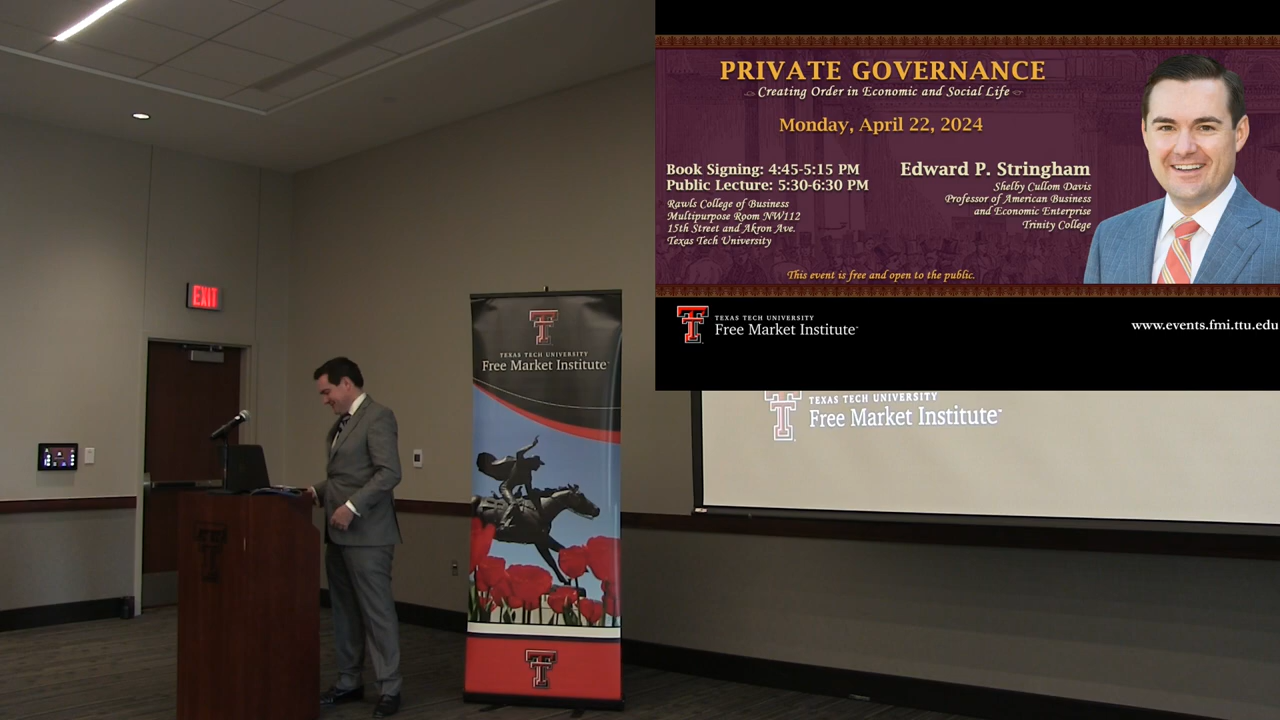 PRIVATE GOVERNANCE
Creating Order in Economic and Social Life
Monday, April 22, 2024
Book Signing: 4:45-5:15 PM
Public Lecture: 5:30-6:30 PM
Rawls College of Business
Multipurpose Room NW112
15th Street and Akron Ave.
Texas Tech University
Edward P. Stringham
Shelby Cullom Davis
Professor of American Business
and Economic Enterprise
Trinity College
This event is free and open to the public.
TEXAS TECH UNIVERSITY
Free Market Institute
www.events.fmi.ttu.edu
EXIT
TEXAS TECH UNIVERSITY
Free Market Institute
TEXAS TECH UNIVERSITY
Free Market Institute